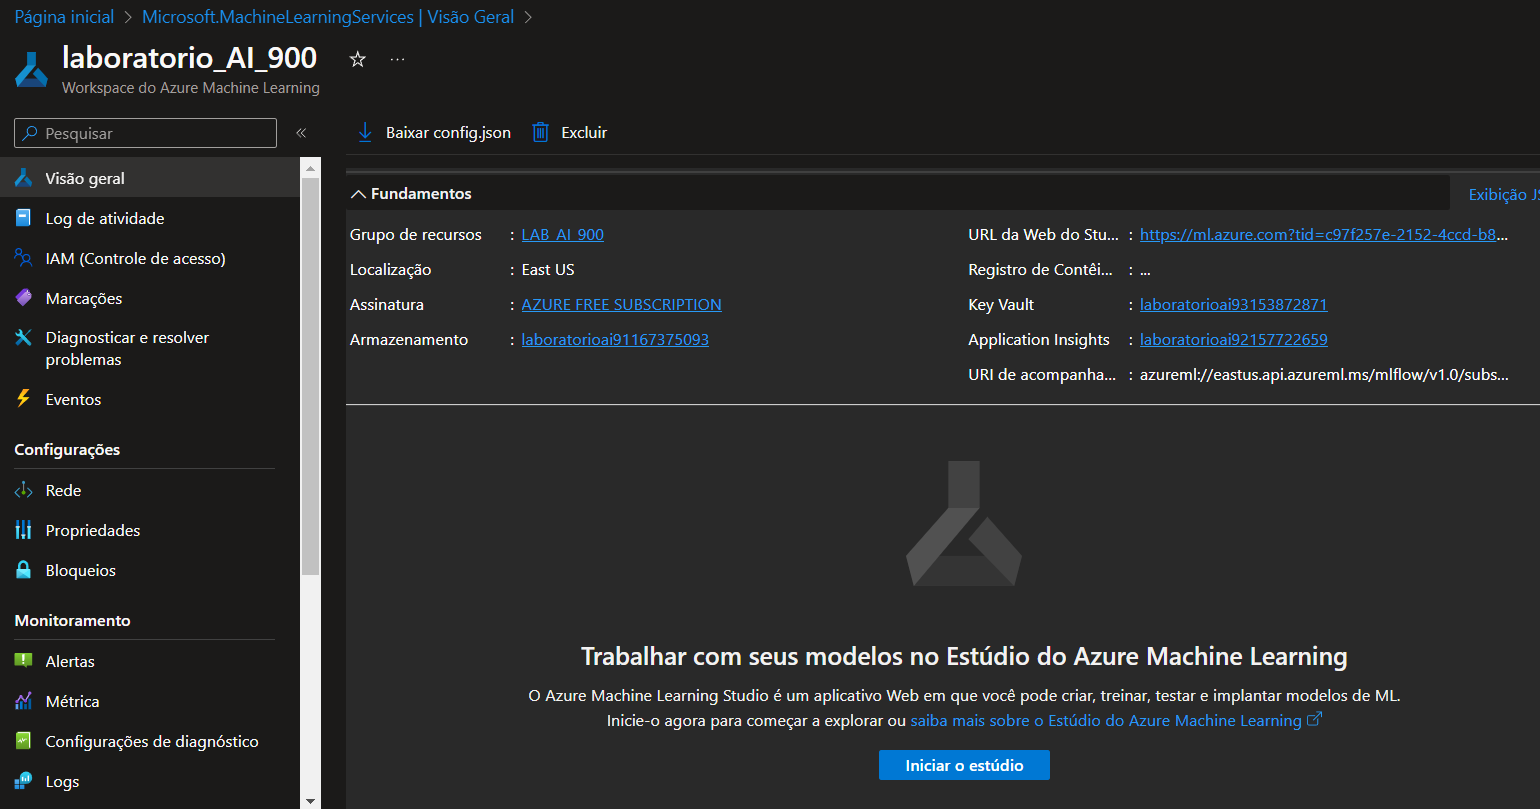 Página inicial > Microsoft.MachineLearningServices | Visão Geral >
laboratorio_AI_900
Workspace do Azure Machine Learning
Pesquisar
Visão geral
Log de atividade
IAM (Controle de acesso)
Marcações
Diagnosticar e resolver
problemas
Eventos
Configurações
Rede
Propriedades
Bloqueios
Monitoramento
Alertas
Métrica
Configurações de diagnóstico
Logs
Baixar config.json Excluir
Fundamentos
Exibição JS
Grupo de recursos : LAB_AI_900
Localização : East US
Assinatura : AZURE FREE SUBSCRIPTION
Armazenamento : laboratorioai91167375093
URL da Web do Stu... : https://ml.azure.com?tid=c97f257e-2152-4ccd-b8...
Registro de Contêi... : ...
Key Vault : laboratorioai93153872871
Application Insights : laboratorioai92157722659
URI de acompanha... : azureml://eastus.api.azureml.ms/mlflow/v1.0/subs...
Trabalhar com seus modelos no Estúdio do Azure Machine Learning
O Azure Machine Learning Studio é um aplicativo Web em que você pode criar, treinar, testar e implantar modelos de ML.
Inicie-o agora para começar a explorar ou saiba mais sobre o Estúdio do Azure Machine Learning
Iniciar o estúdio